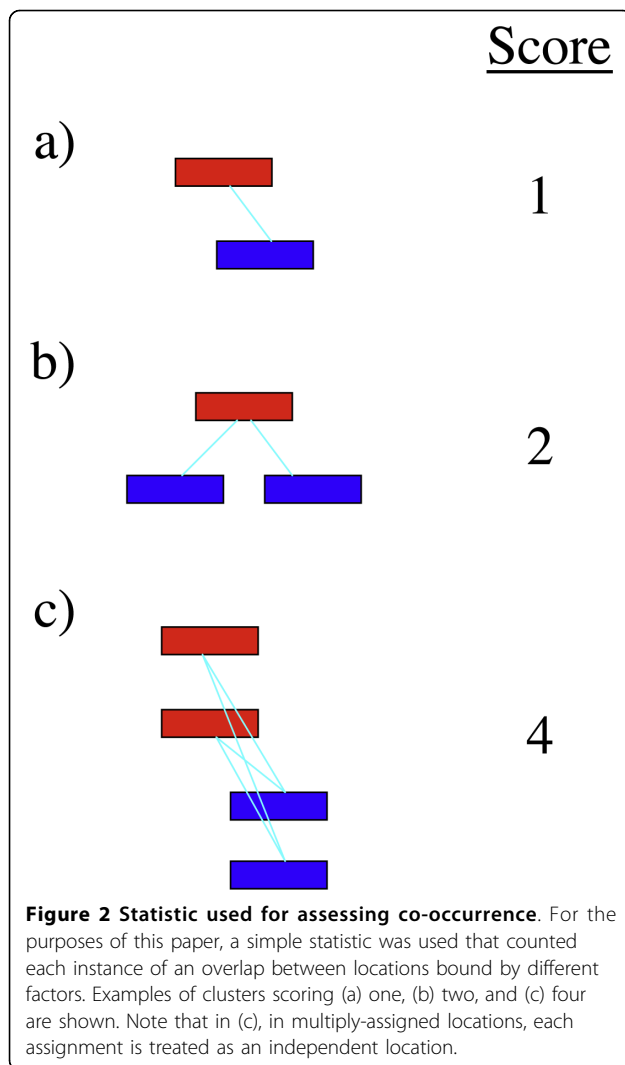 Score
a)
1
b)
2
c)
4
Figure 2 Statistic used for assessing co-occurrence. For the
purposes of this paper, a simple statistic was used that counted
each instance of an overlap between locations bound by different
factors. Examples of clusters scoring (a) one, (b) two, and (c) four
are shown. Note that in (c), in multiply-assigned locations, each
assignment is treated as an independent location.